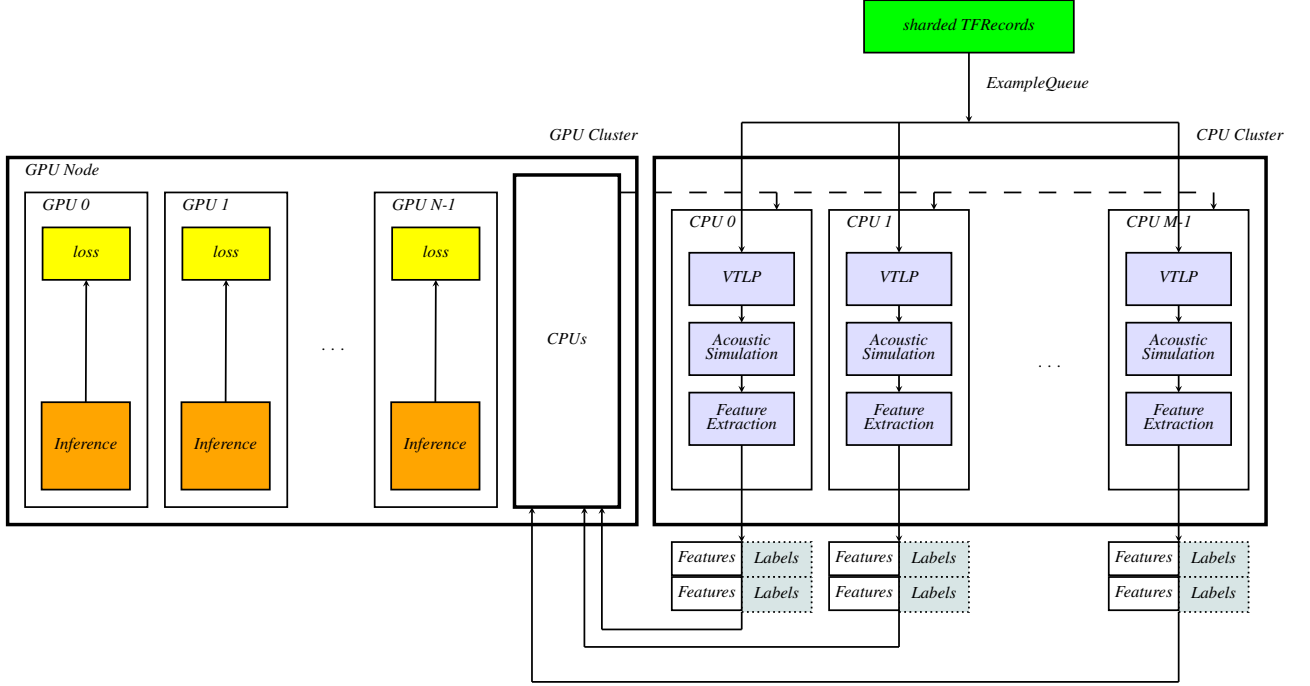 sharded TFRecords
ExampleQueue
GPU Cluster
CPU Cluster
GPU Node
GPU 0
loss
Inference
GPU 1
loss
Inference
. . .
GPU N-1
loss
Inference
CPUs
CPU 0
VTLP
Acoustic
Simulation
Feature
Extraction
CPU 1
VTLP
Acoustic
Simulation
Feature
Extraction
. . .
CPU M-1
VTLP
Acoustic
Simulation
Feature
Extraction
Features Labels
Features Labels
Features Labels
Features Labels
Features Labels
Features Labels